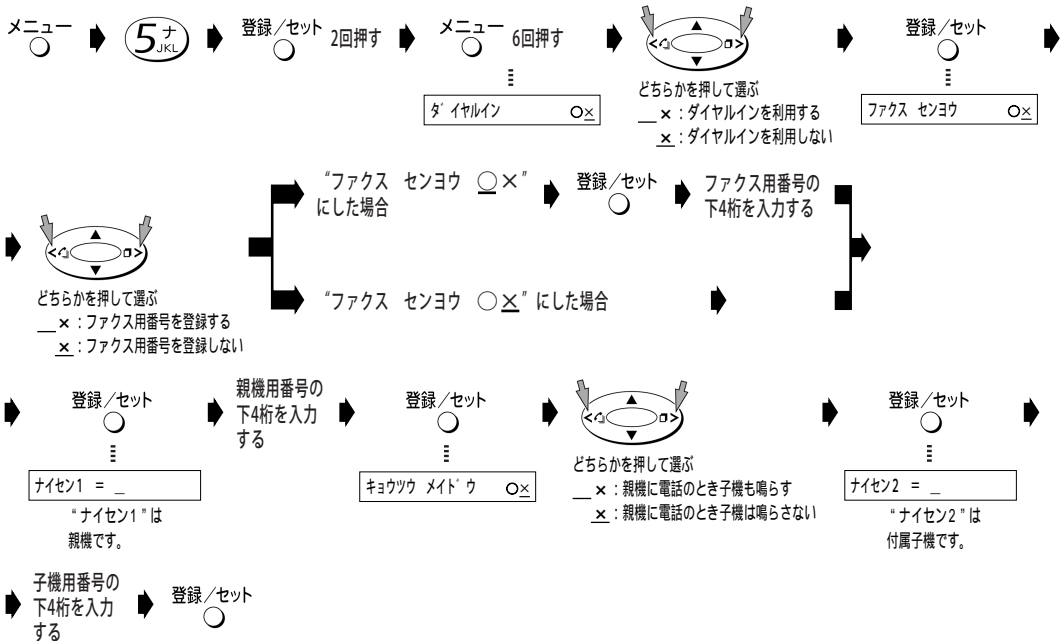 メニュー
5ナ
JKL
登録／セット 2回押す
メニュー 6回押す
ダイヤルイン ○×
どちらかを押して選ぶ
＿×：ダイヤルインを利用する
×：ダイヤルインを利用しない
登録／セット
ファクス センヨウ ○×
どちらかを押して選ぶ
＿×：ファクス用番号を登録する
×：ファクス用番号を登録しない
“ファクス センヨウ ○×”
にした場合
登録／セット
ファクス用番号の
下4桁を入力する
“ファクス センヨウ ○×”にした場合
登録／セット
ナイセン1 = _
“ナイセン1”は
親機です。
親機用番号の
下4桁を入力
する
登録／セット
キョウツウ メイドウ ○×
どちらかを押して選ぶ
＿×：親機に電話のとき子機も鳴らす
×：親機に電話のとき子機は鳴らさない
登録／セット
ナイセン2 = _
“ナイセン2”は
付属子機です。
子機用番号の
下4桁を入力
する
登録／セット